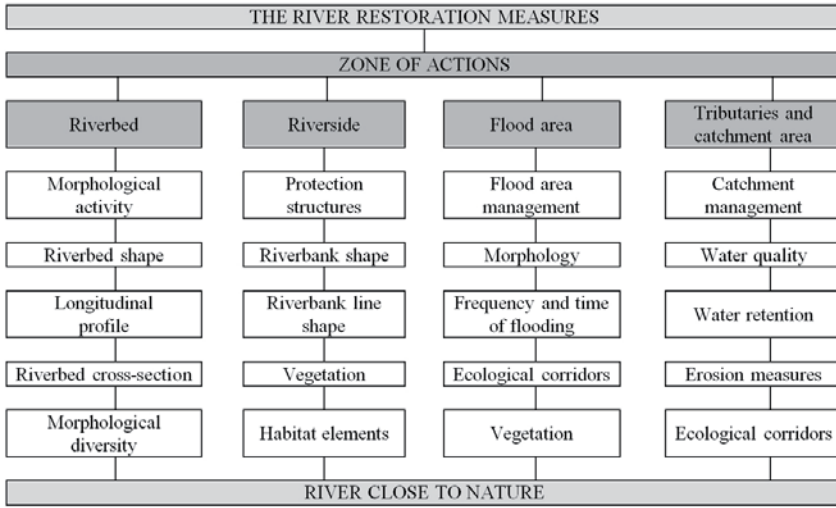 THE RIVER RESTORATION MEASURES
ZONE OF ACTIONS
Riverbed
Riverside
Flood area
Tributaries and
catchment area
Morphological
activity
Protection
structures
Flood area
management
Catchment
management
Riverbed shape
Riverbank shape
Morphology
Water quality
Longitudinal
profile
Riverbank line
shape
Frequency and time
of flooding
Water retention
Riverbed cross-section
Vegetation
Ecological corridors
Erosion measures
Morphological
diversity
Habitat elements
Vegetation
Ecological corridors
RIVER CLOSE TO NATURE